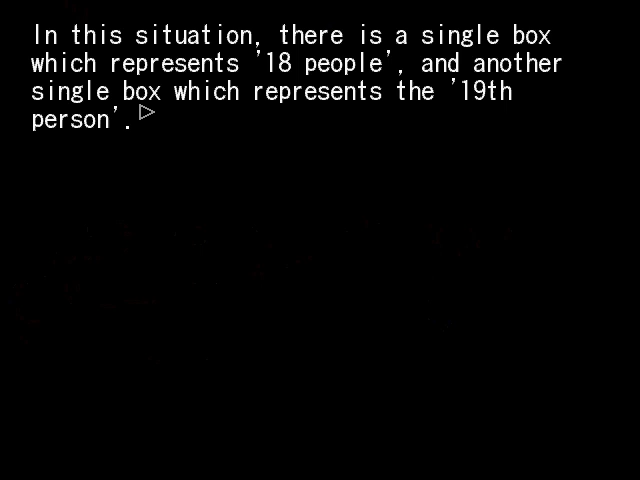 In this situation, there is a single box
which represents '18 people', and another
single box which represents the '19th
person'.